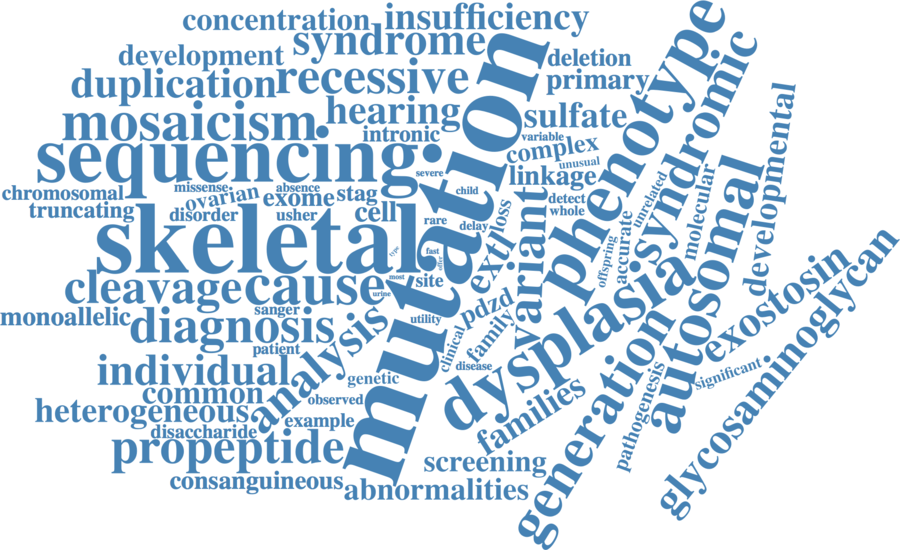 concentration
insufficiency
development
syndrome
deletion
duplication
recessive
primary
mosaicism
hearing
sulfate
intronic
variable
sequencing
complex
unusual
severe
linkage
chromosomal
missense
absence
child
ovarian
exome
stag
detect
truncating
disorder
usher
cell
whole
rare
loss
delay
skeletal
mutation
phenotype
syndromic
developmental
unrelated
molecular
type
fast
offer
most
site
extl
variant
offspring
accurate
autosomal
cleavage
cause
urine
monoallelic
sanger
diagnosis
utility
pdzd
patient
analysis
clinical
family
dysplasia
exostosin
glycosaminoglycan
individual
genetic
disease
generation
significant
common
observed
heterogeneous
example
families
pathogenesis
disaccharide
propeptide
screening
consanguineous
abnormalities